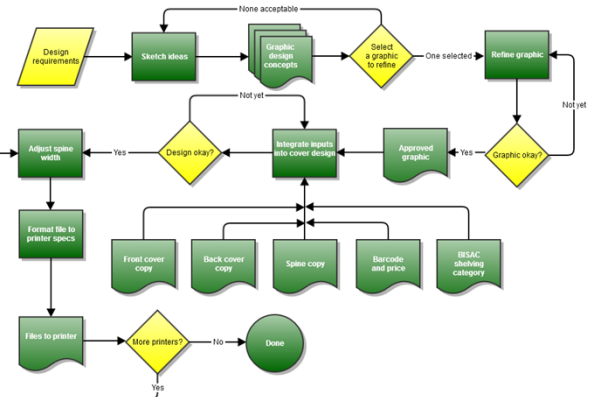 None acceptable
Design
requirements
Sketch ideas
Graphic
design
concepts
Select
a graphic
to refine
One selected
Refine graphic
Not yet
Not yet
Adjust spine
width
Yes
Design okay?
Integrate inputs
into cover design
Approved
graphic
Yes
Graphic okay?
Format file to
printer specs
Front cover
copy
Back cover
copy
Spine copy
Barcode
and price
BISAC
shelving
category
Files to printer
More printers?
No
Done
Yes